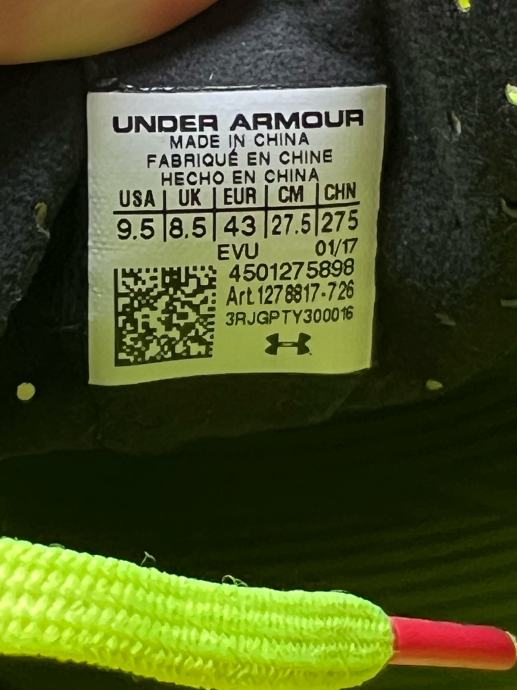 UNDER ARMOUR
MADE IN CHINA
FABRIQUÉ EN CHINE
HECHO EN CHINA
USA | UK | EUR | CM | CHN
9.5 | 8.5 | 43 | 27.5 | 275
EVU 01/17
4501275898
Art.1278817-726
3RJGPTY300016